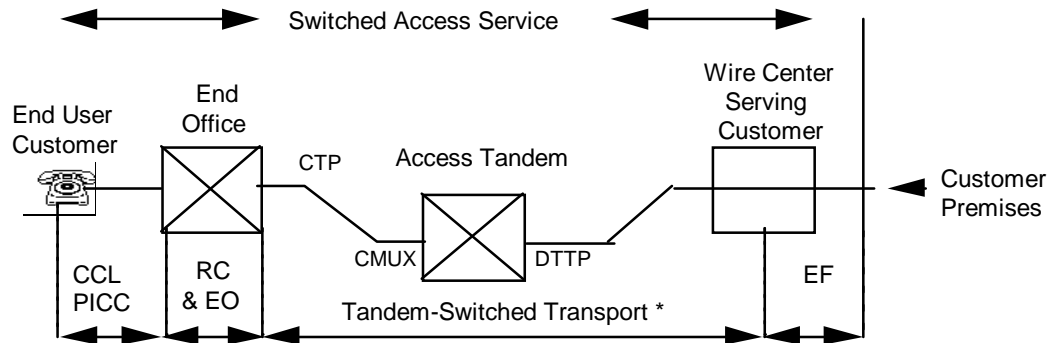 Switched Access Service
End User
Customer
End
Office
CTP
Access Tandem
CMUX
DTTP
Wire Center
Serving
Customer
Customer
Premises
CCL
PICC
RC
& EO
Tandem-Switched Transport *
EF